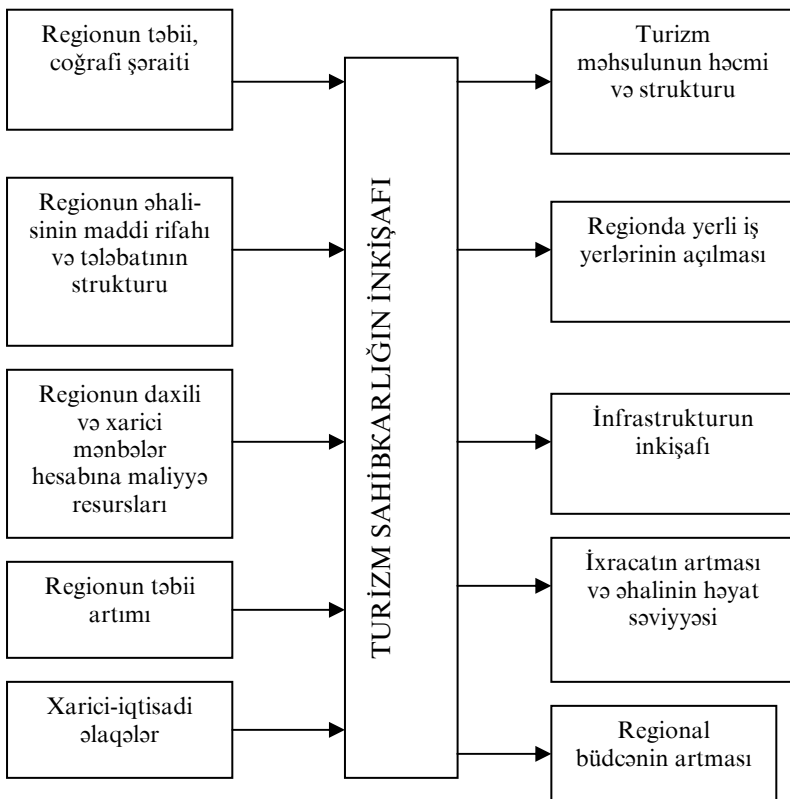 Regionun təbii,
coğrafi şəraiti
Regionun əhali-
sinin maddi rifahı
və tələbatının
strukturu
Regionun daxili
və xarici
mənbələr
hesabına maliyyə
resursları
Regionun təbii
artımı
Xarici-iqtisadi
əlaqələr
TURİZM SAHİBKARLIĞIN İNKİŞAFI
Turizm
məhsulunun həcmi
və strukturu
Regionda yerli iş
yerlərinin açılması
İnfrastrukturun
inkişafı
İxracatın artması
və əhalinin həyat
səviyyəsi
Regional
büdcənin artması